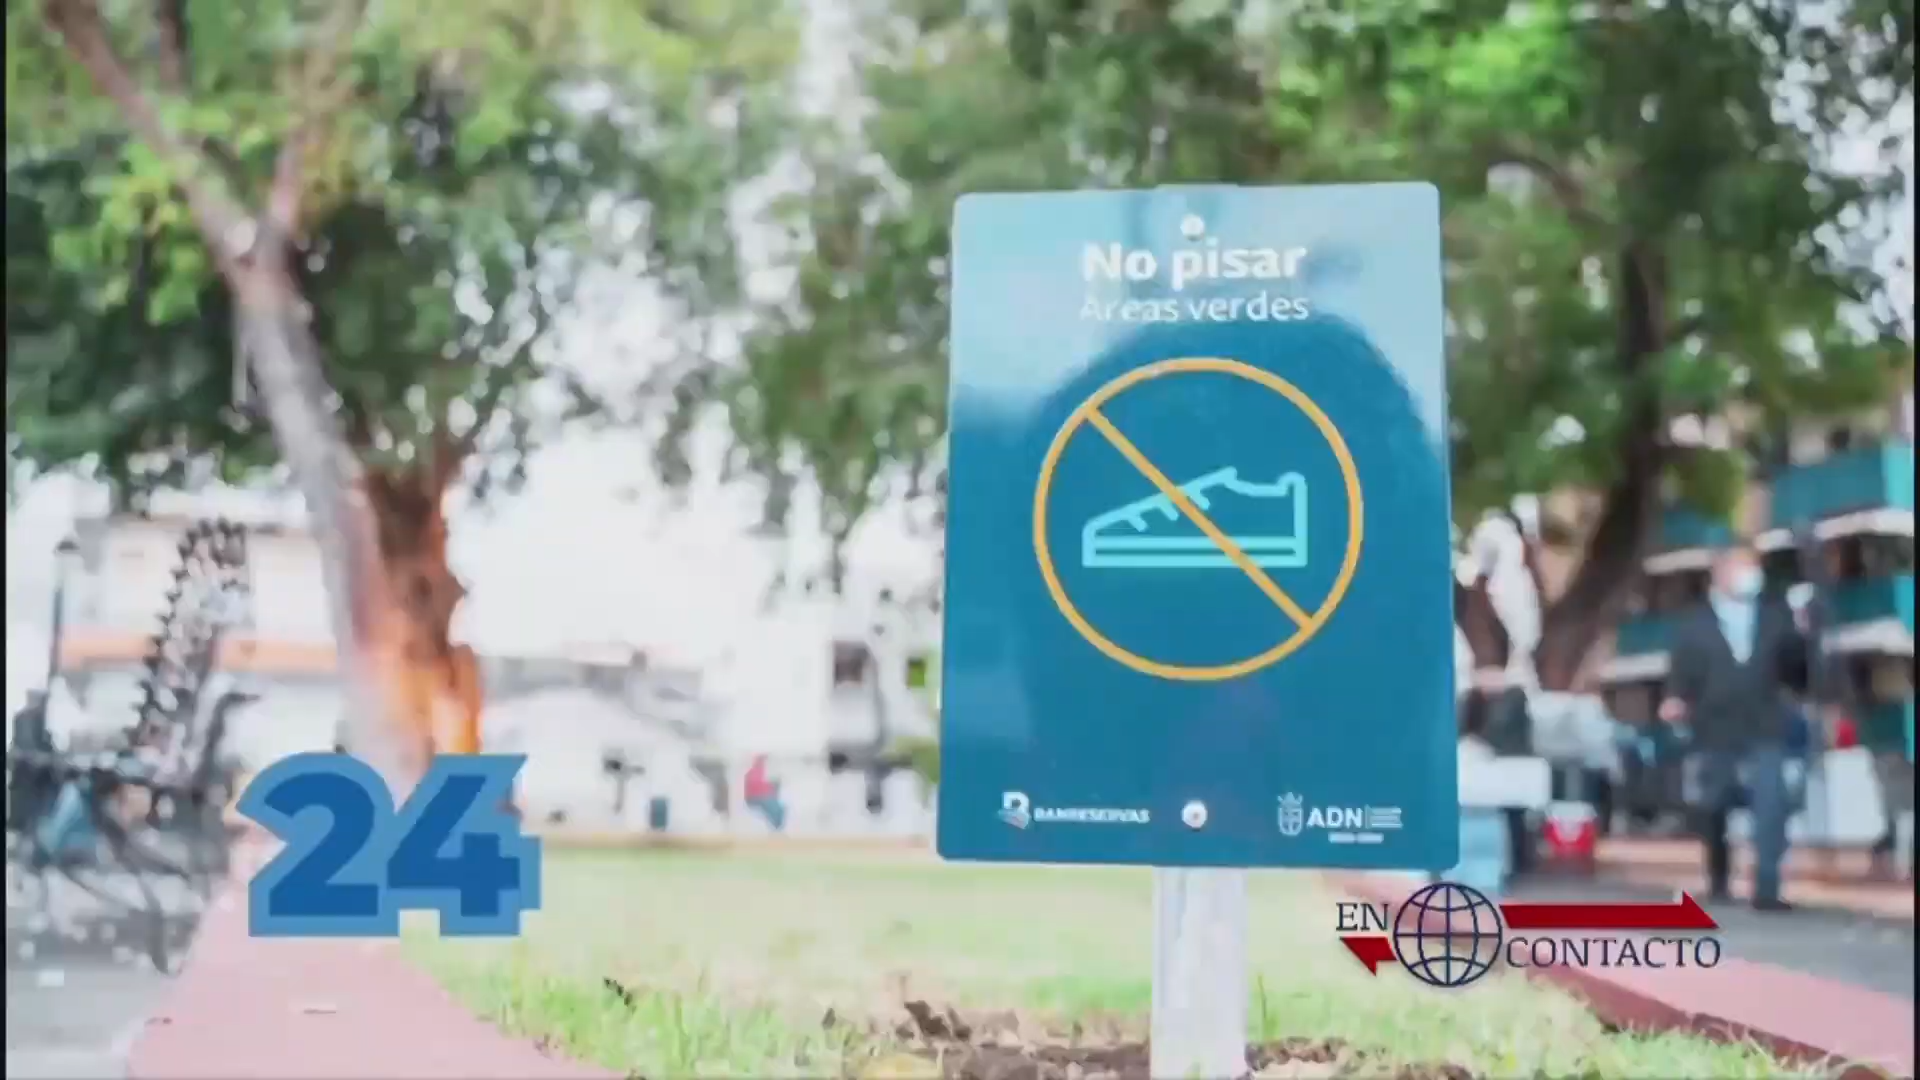 No pisar
Áreas verdes
BANRESERVAS
ADN
24
EN
CONTACTO